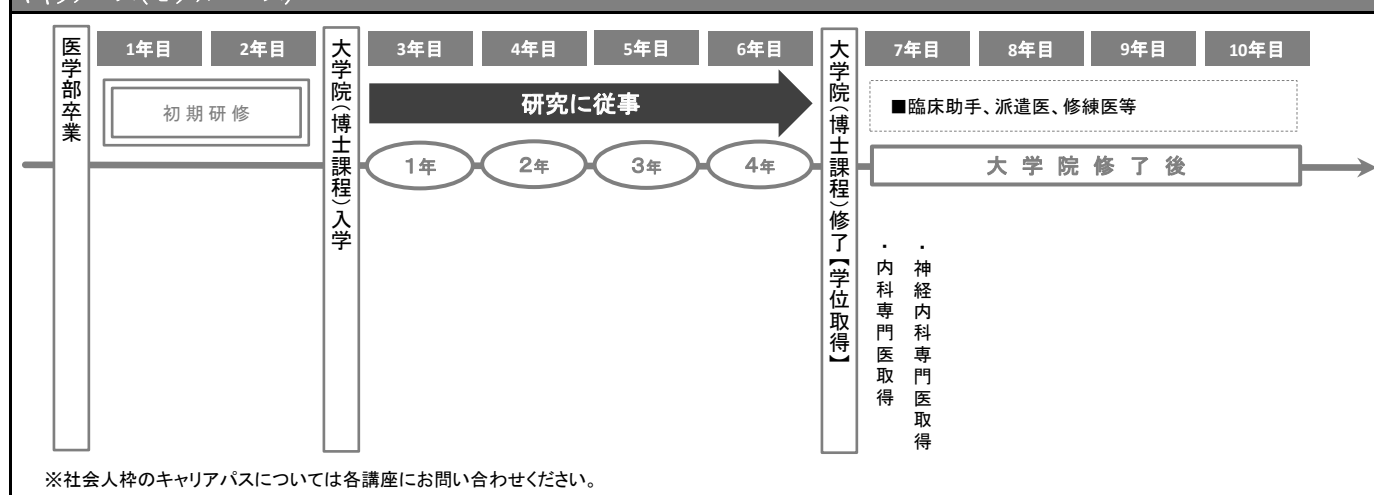 医学部卒業
1年目
2年目
初期研修
大学院(博士課程)入学
3年目
4年目
5年目
6年目
研究に従事
1年
2年
3年
4年
大学院(博士課程)修了【学位取得】
7年目
8年目
9年目
10年目
■臨床助手、派遣医、修練医等
大学院修了後
・内科専門医取得
・神経内科専門医取得
※社会人枠のキャリアパスについては各講座にお問い合わせください。